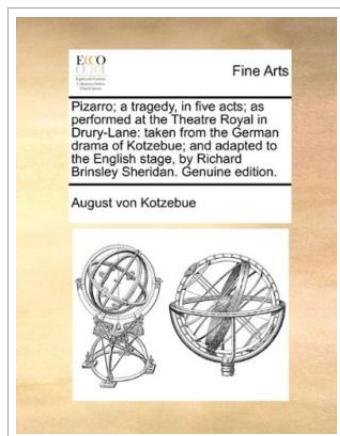 ECCO
Fine Arts
Pizarro; a tragedy, in five acts; as
performed at the Theatre Royal in
Drury-Lane: taken from the German
drama of Kotzebue; and adapted to
the English stage, by Richard
Brinsley Sheridan. Genuine edition.
August von Kotzebue